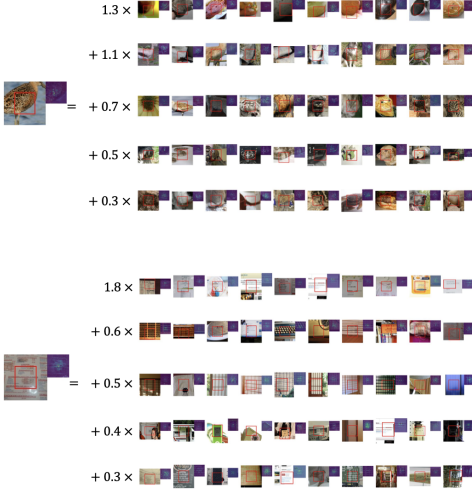 1.3 ×
+ 1.1 ×
= + 0.7 ×
+ 0.5 ×
+ 0.3 ×
1.8 ×
+ 0.6 ×
= + 0.5 ×
+ 0.4 ×
+ 0.3 ×